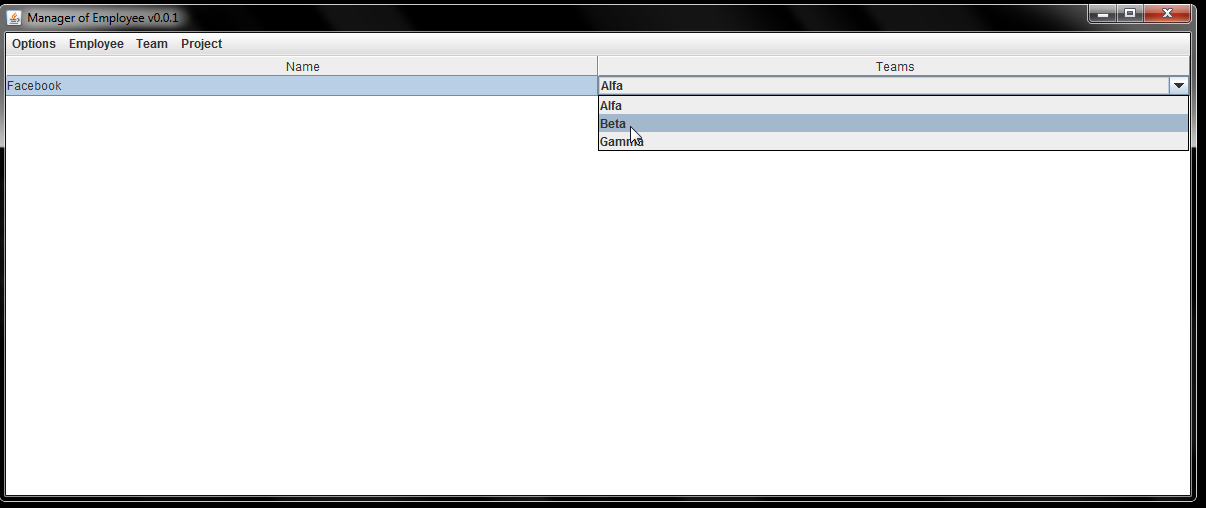 Manager of Employee v0.0.1
Options Employee Team Project
Name Teams
Facebook Alfa
Alfa
Beta
Gamma